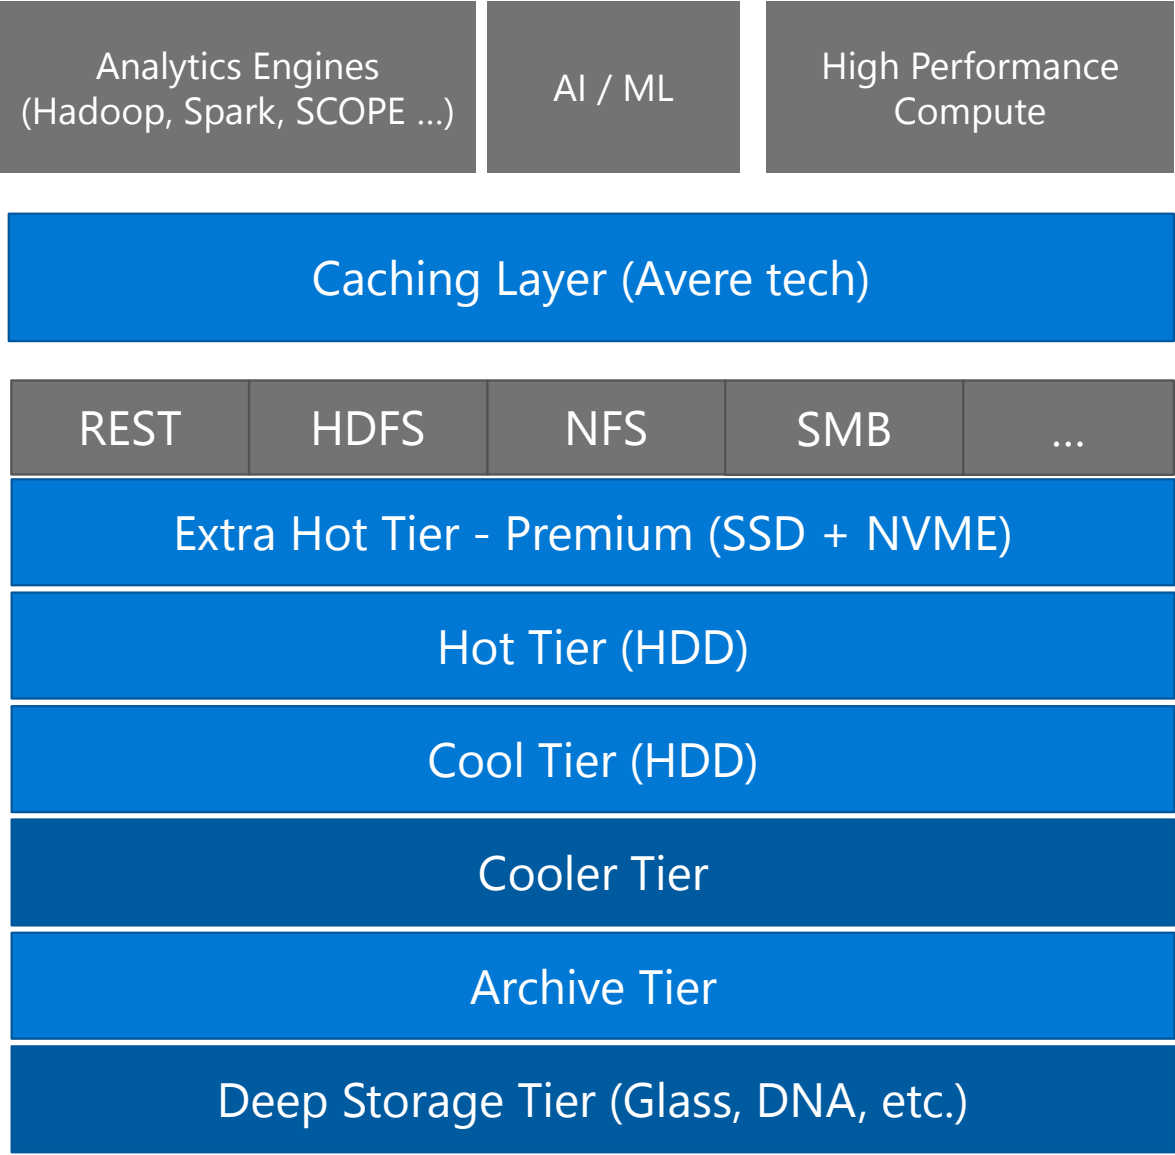 Analytics Engines
(Hadoop, Spark, SCOPE ...)
AI / ML
High Performance
Compute
Caching Layer (Avere tech)
REST
HDFS
NFS
SMB
...
Extra Hot Tier - Premium (SSD + NVME)
Hot Tier (HDD)
Cool Tier (HDD)
Cooler Tier
Archive Tier
Deep Storage Tier (Glass, DNA, etc.)